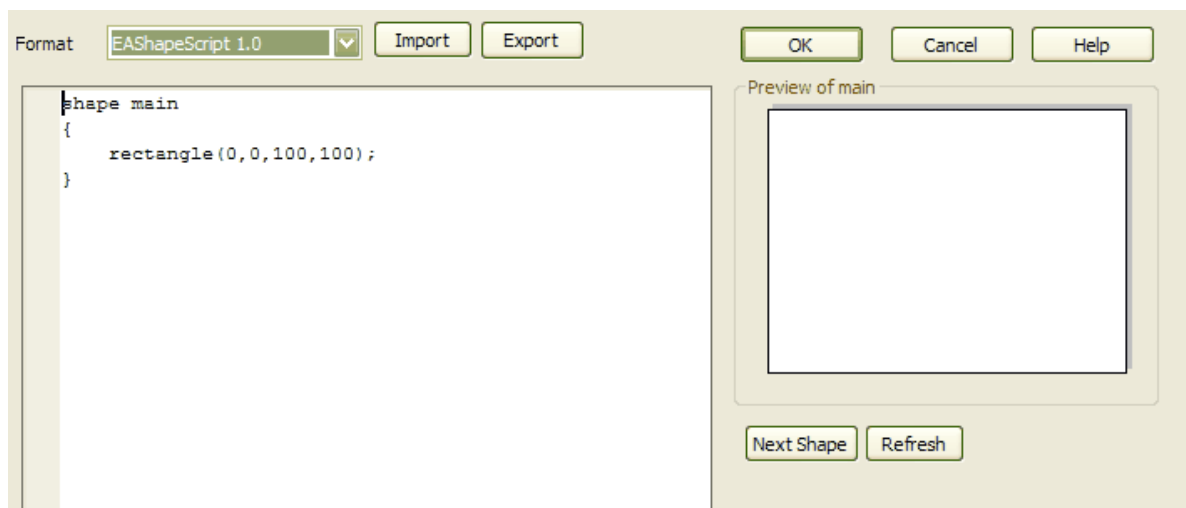 Format EAShapeScript 1.0 Import Export OK Cancel Help
Preview of main
shape main
{
rectangle(0,0,100,100);
}
Next Shape Refresh